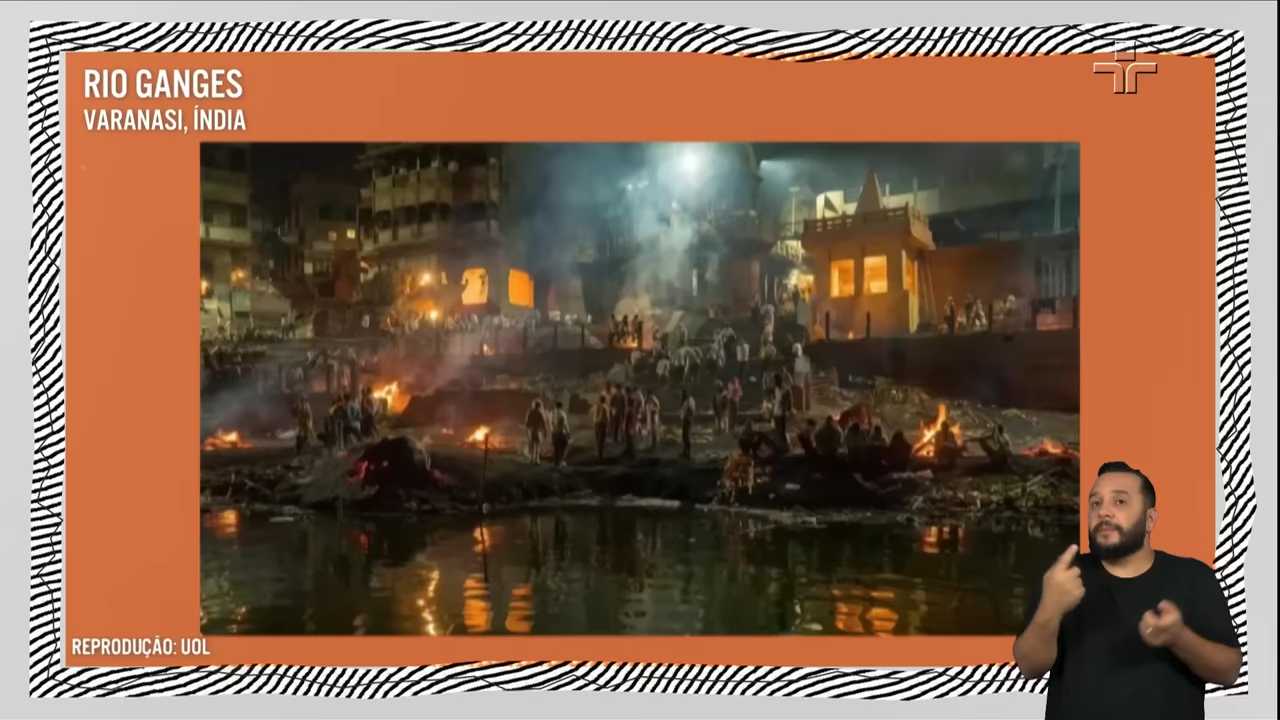 RIO GANGES
VARANASI, ÍNDIA
REPRODUÇÃO: UOL